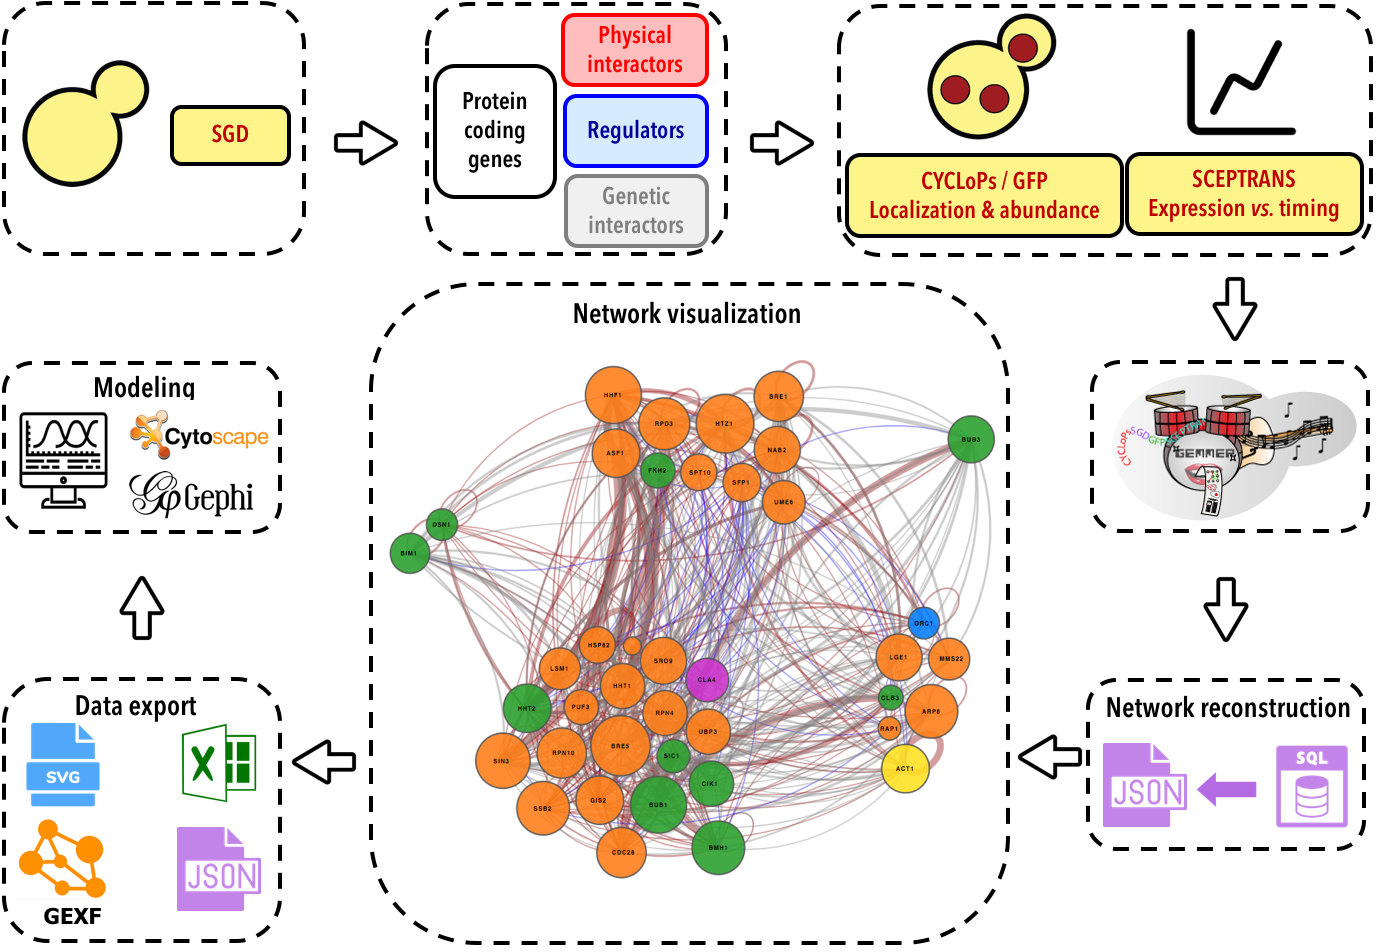 SGD
Protein
coding
genes
Physical
interactors
Regulators
Genetic
interactors
CYCLoPs / GFP
Localization & abundance
SCEPTRANS
Expression vs. timing
CYCLoPs SGD GFP
GEMMER
Network reconstruction
JSON
SQL
Network visualization
HHF1
RPD3
HTZ1
BRE1
BUB3
ASF1
FKH2
SPT10
SFP1
NAB2
UME6
DSN1
BIM1
ORC1
LGE1
MMS22
CLB3
ARP6
RAP1
ACT1
HSP82
LSM1
SRO9
CLA4
HHT1
HHT2
PUF3
RPN4
UBP3
BRE5
SIN3
RPN10
SIC1
CIK1
SSB2
GIS2
BUB1
CDC28
BMH1
Data export
SVG
GEXF
JSON
Modeling
Cytoscape
Gephi